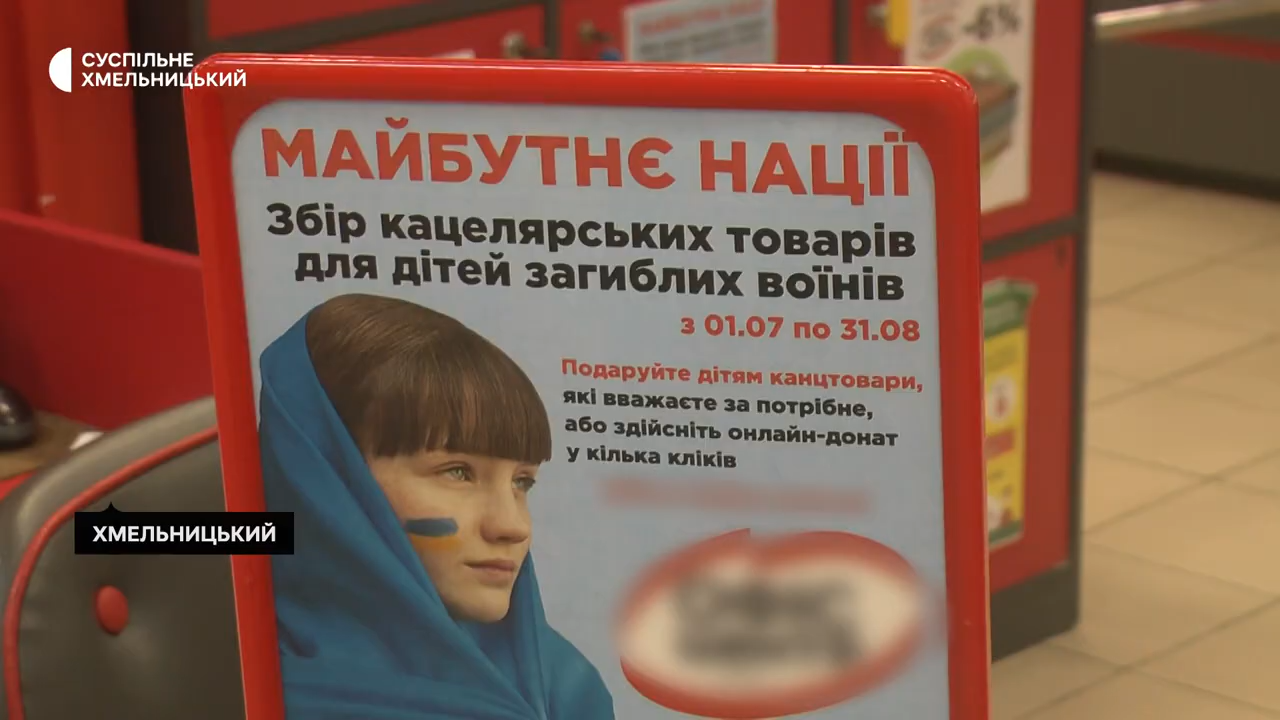 СУСПІЛЬНЕ
ХМЕЛЬНИЦЬКИЙ
-6%
МАЙБУТНЄ НАЦІЇ
Збір кацелярських товарів
для дітей загиблих воїнів
з 01.07 по 31.08
Подаруйте дітям канцтовари,
які вважаєте за потрібне,
або здійсніть онлайн-донат
у кілька кліків
ХМЕЛЬНИЦЬКИЙ